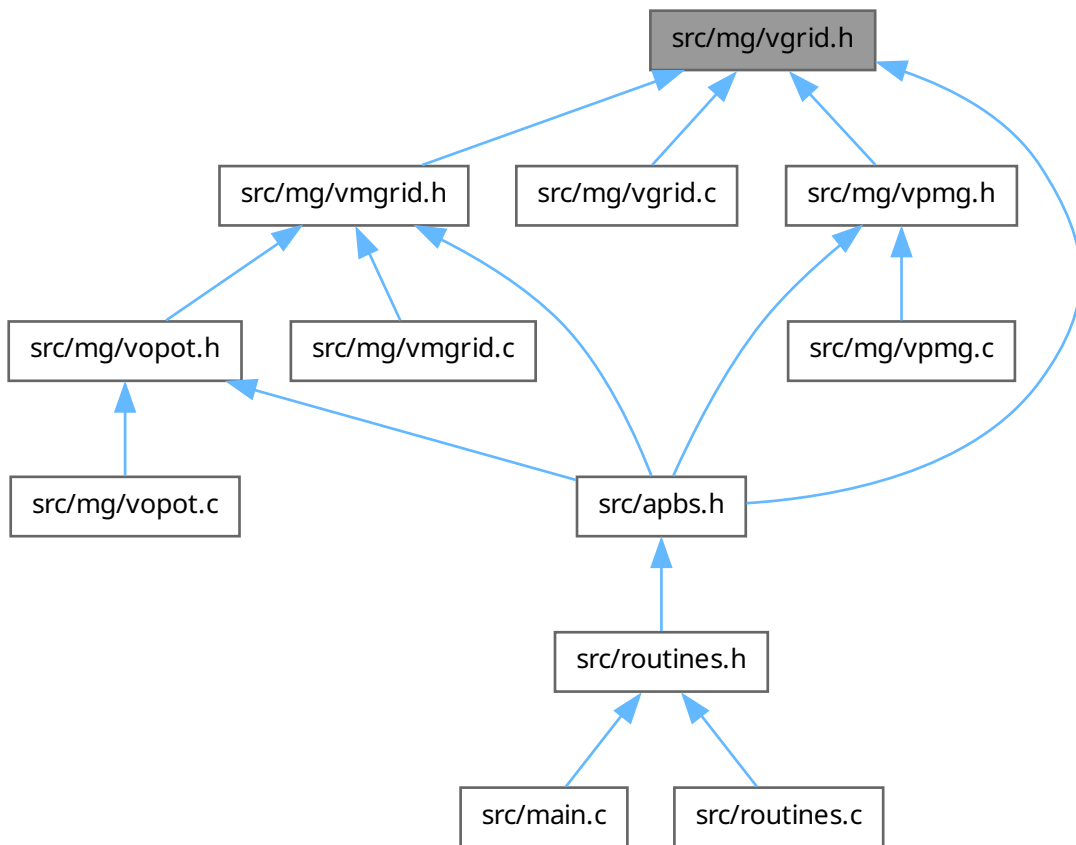 src/mg/vgrid.h
src/mg/vmgrid.h
src/mg/vgrid.c
src/mg/vpmg.h
src/mg/vopot.h
src/mg/vmgrid.c
src/mg/vpmg.c
src/mg/vopot.c
src/apbs.h
src/routines.h
src/main.c
src/routines.c